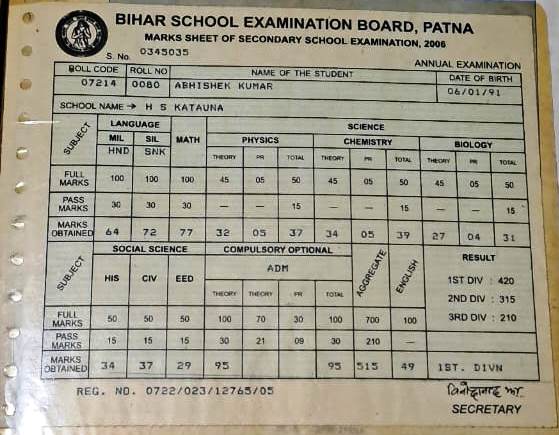 BIHAR SCHOOL EXAMINATION BOARD, PATNA
MARKS SHEET OF SECONDARY SCHOOL EXAMINATION, 2006
S. No. 0345035
ANNUAL EXAMINATION
ROLL CODE ROLL NO NAME OF THE STUDENT DATE OF BIRTH
07214 0080 ABHISHEK KUMAR 06/01/91
SCHOOL NAME → H S KATAUNA
SUBJECT LANGUAGE MATH SCIENCE
MIL SIL PHYSICS CHEMISTRY BIOLOGY
HND SNK THEORY PR TOTAL THEORY PR TOTAL THEORY PR TOTAL
FULL MARKS 100 100 100 45 05 50 45 05 50 45 05 50
PASS MARKS 30 30 30 — — 15 — — 15 — — 15
MARKS OBTAINED 64 72 77 32 05 37 34 05 39 27 04 31
SUBJECT SOCIAL SCIENCE COMPULSORY OPTIONAL AGGREGATE ENGLISH RESULT
HIS CIV EED ADM
1ST DIV : 420
2ND DIV : 315
3RD DIV : 210
THEORY THEORY PR TOTAL
FULL MARKS 50 50 50 100 70 30 100 700 100
PASS MARKS 15 15 15 30 21 09 30 210 —
MARKS OBTAINED 34 37 29 95 95 515 49 1ST. DIVN
REG. NO. 0722/023/12765/05
SECRETARY